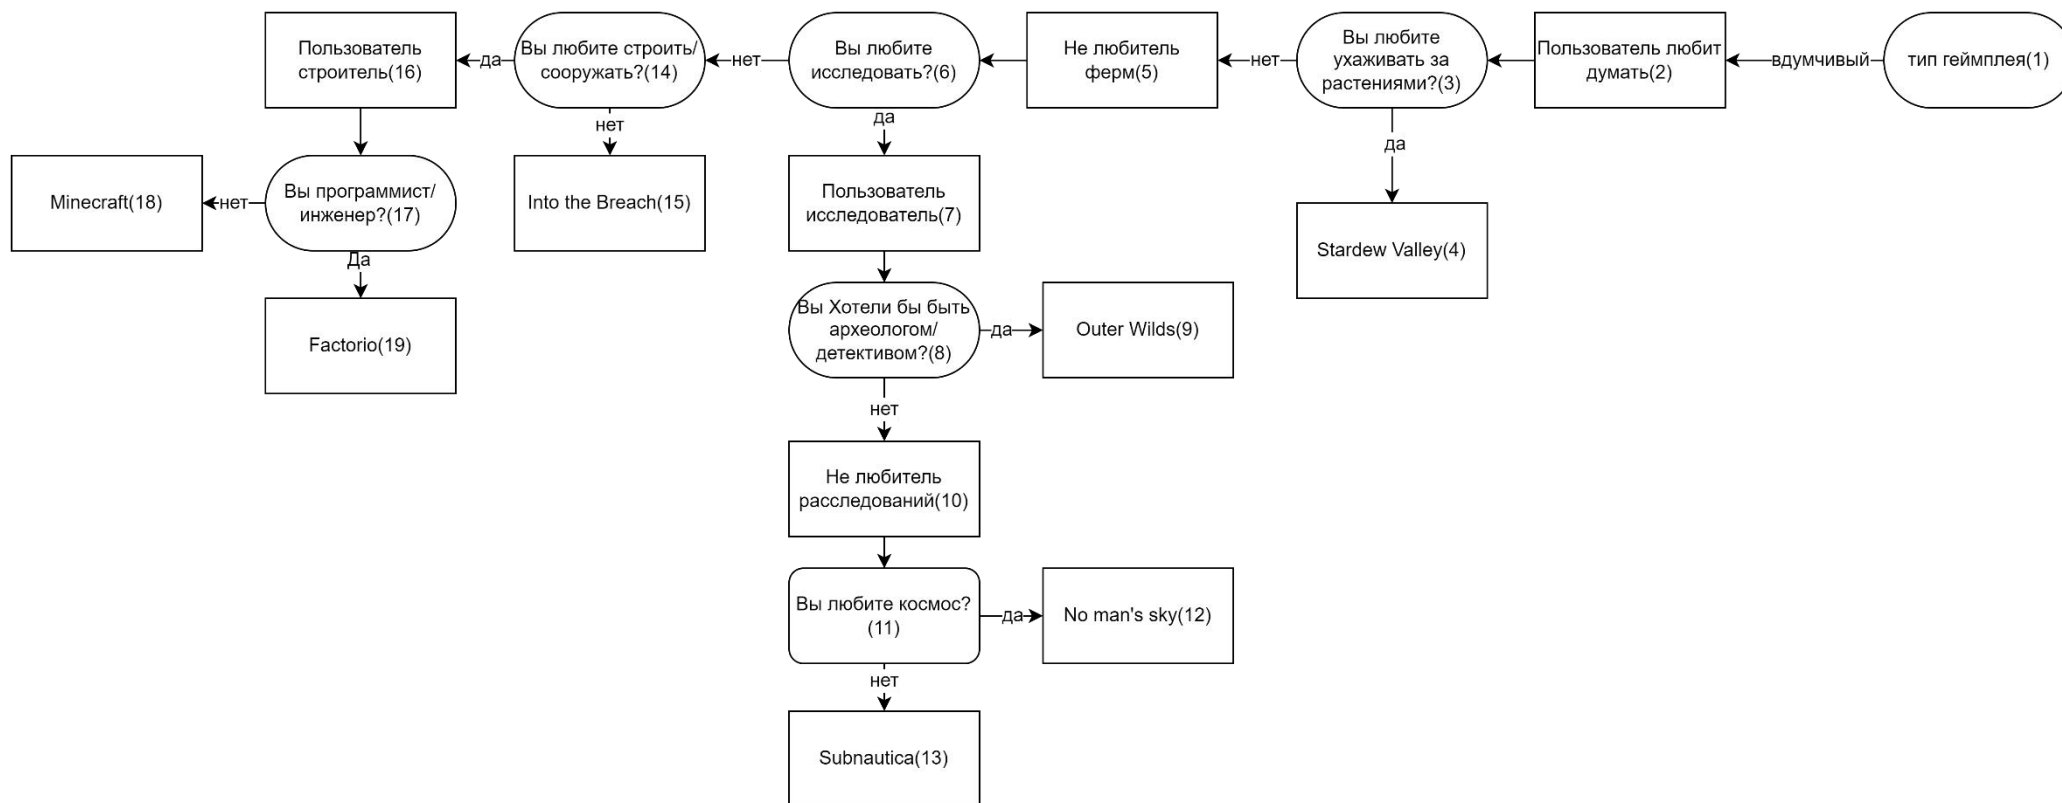 Пользователь
строитель(16)
да
Вы любите строить/
сооружать?(14)
нет
Вы любите
исследовать?(6)
Не любитель
ферм(5)
нет
Вы любите
ухаживать за
растениями?(3)
Пользователь любит
думать(2)
вдумчивый
тип геймплея(1)
нет
да
да
Minecraft(18)
нет
Вы программист/
инженер?(17)
Into the Breach(15)
Пользователь
исследователь(7)
Stardew Valley(4)
Да
Factorio(19)
Вы Хотели бы быть
археологом/
детективом?(8)
да
Outer Wilds(9)
нет
Не любитель
расследований(10)
Вы любите космос?
(11)
да
No man's sky(12)
нет
Subnautica(13)